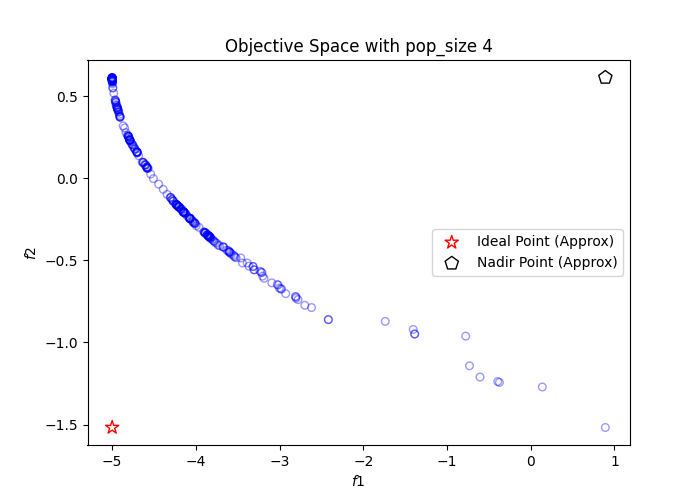 Objective Space with pop_size 4
0.5
0.0
−0.5
−1.0
−1.5
f2
Ideal Point (Approx)
Nadir Point (Approx)
−5
−4
−3
−2
−1
0
1
f1